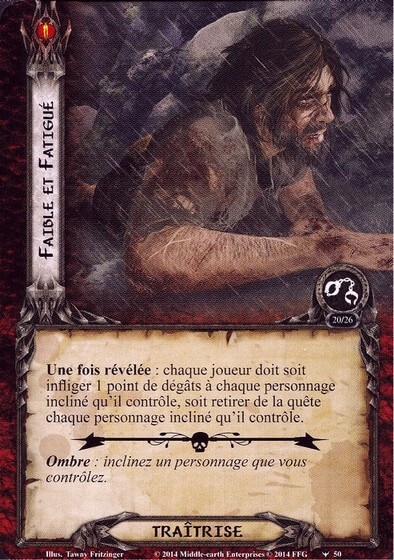 FAIBLE ET FATIGUÉ
20/26
Une fois révélée : chaque joueur doit soit
infliger 1 point de dégâts à chaque personnage
incliné qu'il contrôle, soit retirer de la quête
chaque personnage incliné qu'il contrôle.
Ombre : inclinez un personnage que vous
contrôlez.
TRAÎTRISE
Illus. Tawny Fritzinger © 2014 Middle-earth Enterprises © 2014 FFG 50